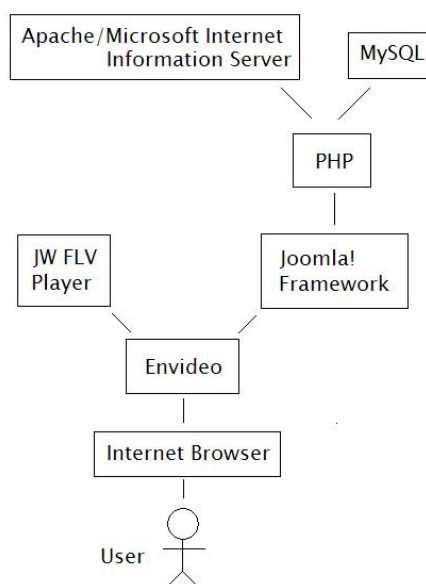 Apache/Microsoft Internet
Information Server
MySQL
PHP
JW FLV
Player
Joomla!
Framework
Envideo
Internet Browser
User